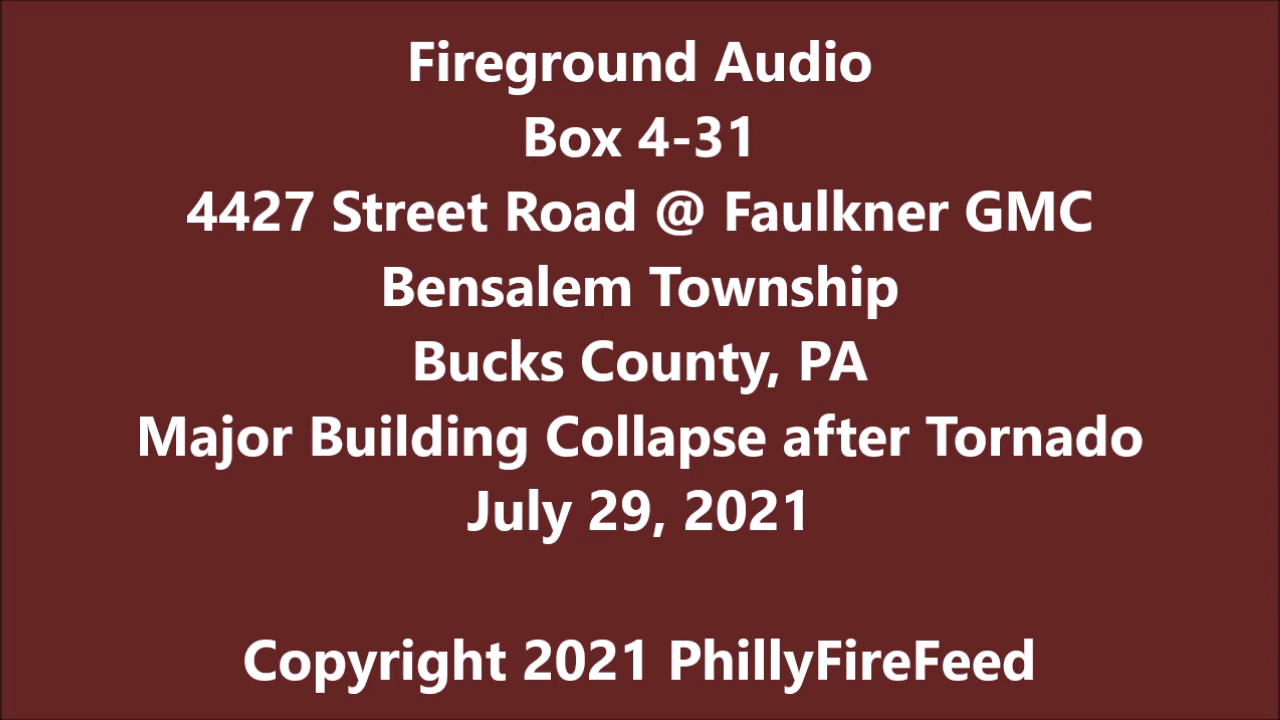 Fireground Audio
Box 4-31
4427 Street Road @ Faulkner GMC
Bensalem Township
Bucks County, PA
Major Building Collapse after Tornado
July 29, 2021
Copyright 2021 PhillyFireFeed